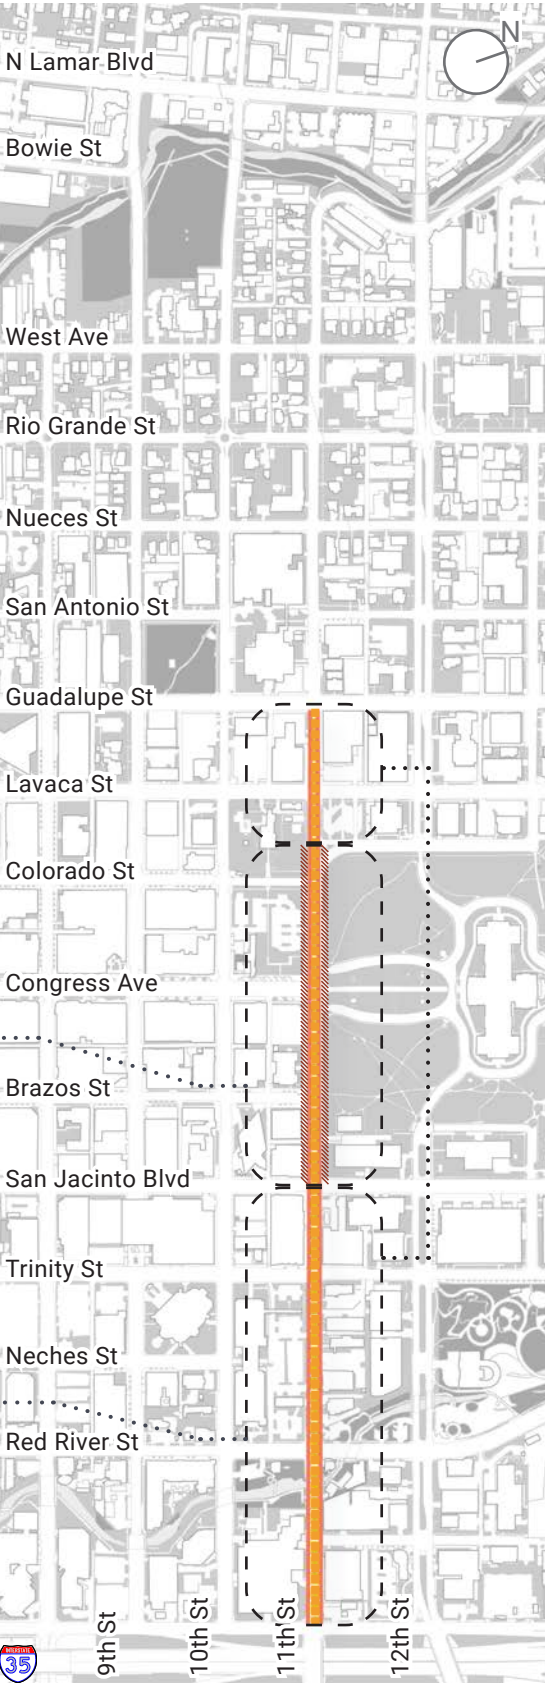 N
N Lamar Blvd
Bowie St
West Ave
Rio Grande St
Nueces St
San Antonio St
Guadalupe St
Lavaca St
Colorado St
Congress Ave
Brazos St
San Jacinto Blvd
Trinity St
Neches St
Red River St
9th St
10th St
11th St
12th St
INTERSTATE
35